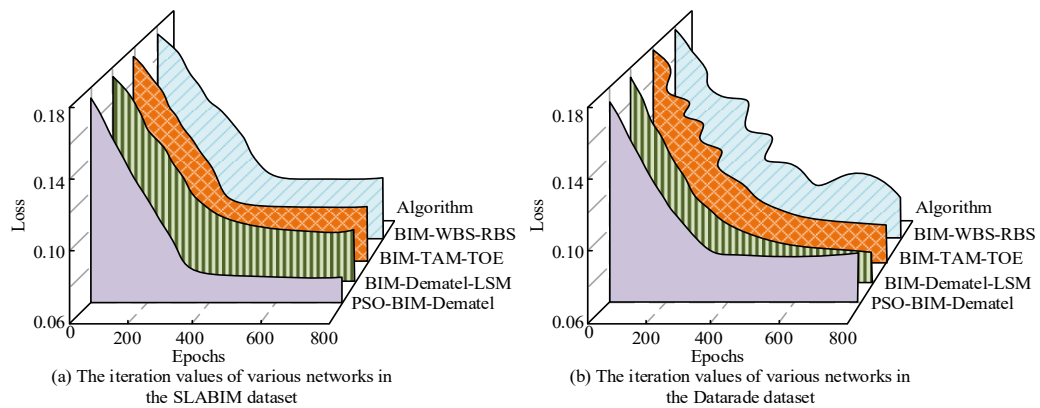 0.18
0.14
0.10
0.06
Loss
0
200
400
600
800
Epochs
Algorithm
BIM-WBS-RBS
BIM-TAM-TOE
BIM-Dematel-LSM
PSO-BIM-Dematel
(a) The iteration values of various networks in
the SLABIM dataset
0.18
0.14
0.10
0.06
Loss
0
200
400
600
800
Epochs
Algorithm
BIM-WBS-RBS
BIM-TAM-TOE
BIM-Dematel-LSM
PSO-BIM-Dematel
(b) The iteration values of various networks in
the Datarade dataset